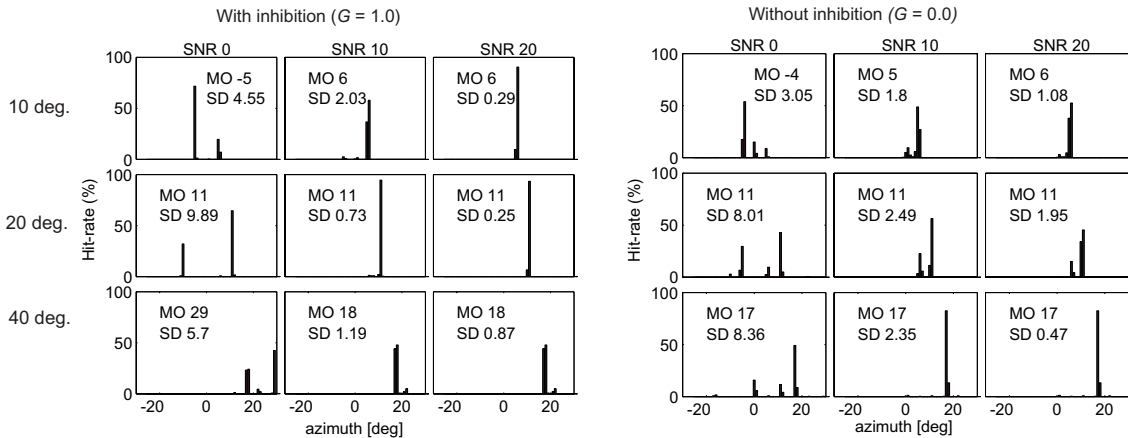 With inhibition (G = 1.0)
SNR 0 SNR 10 SNR 20
10 deg.
20 deg.
40 deg.
Hit-rate (%)
100
50
0
MO -5
SD 4.55
MO 6
SD 2.03
MO 6
SD 0.29
100
50
0
MO 11
SD 9.89
MO 11
SD 0.73
MO 11
SD 0.25
100
50
0
MO 29
SD 5.7
MO 18
SD 1.19
MO 18
SD 0.87
-20 0 20 -20 0 20 -20 0 20
azimuth [deg]
Without inhibition (G = 0.0)
SNR 0 SNR 10 SNR 20
Hit-rate (%)
100
50
0
MO -4
SD 3.05
MO 5
SD 1.8
MO 6
SD 1.08
100
50
0
MO 11
SD 8.01
MO 11
SD 2.49
MO 11
SD 1.95
100
50
0
MO 17
SD 8.36
MO 17
SD 2.35
MO 17
SD 0.47
-20 0 20 -20 0 20 -20 0 20
azimuth [deg]